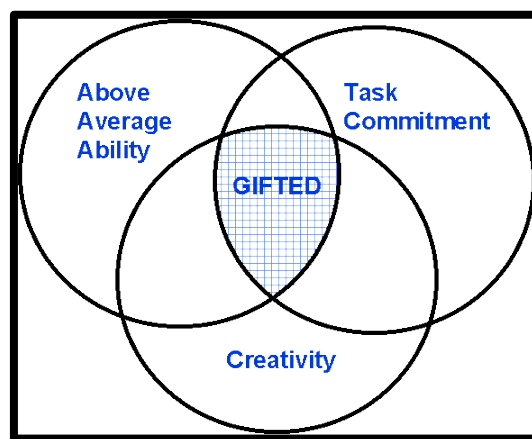 Above
Average
Ability
Task
Commitment
GIFTED
Creativity